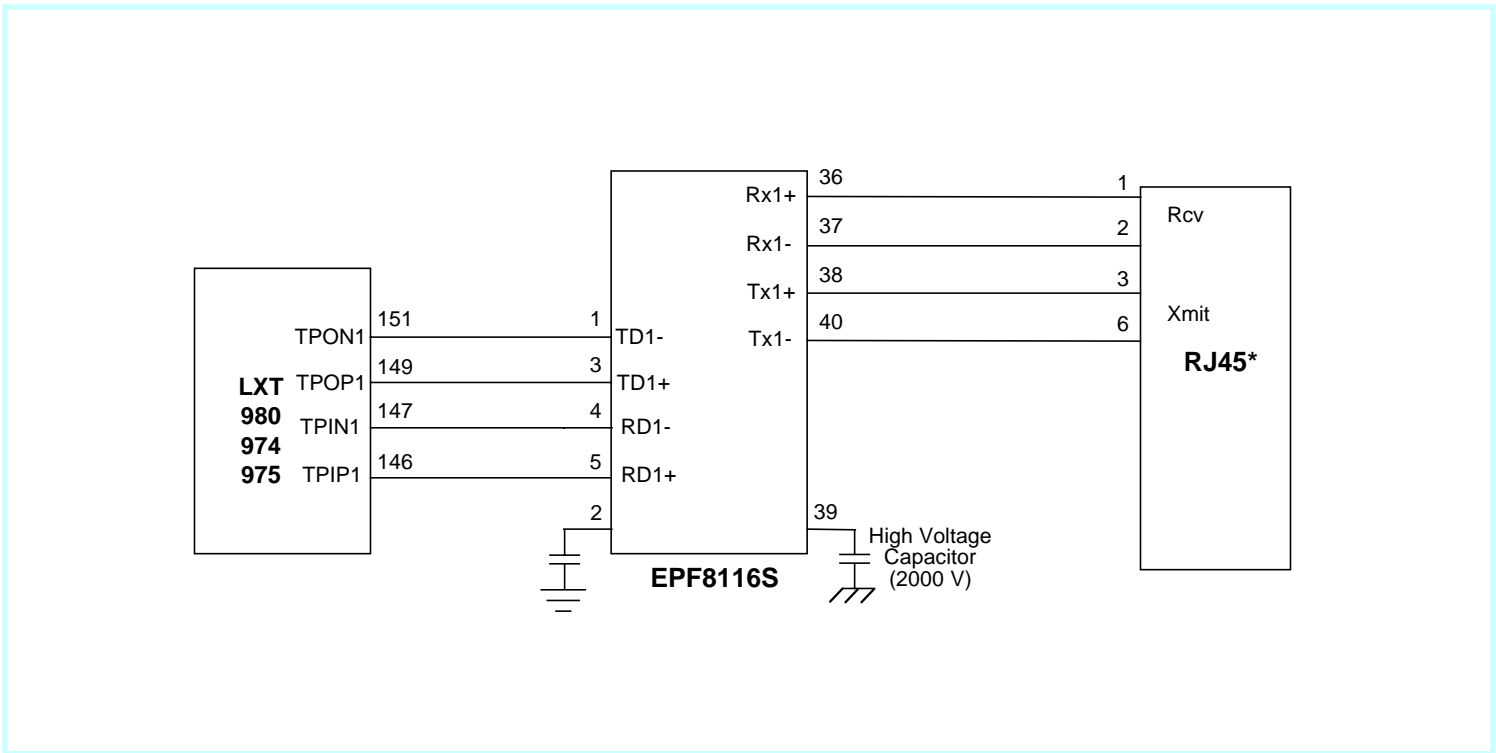 36
1
Rx1+
Rcv
37
2
Rx1-
38
3
Tx1+
Xmit
40
6
Tx1-
RJ45*
151
1
TPON1
TD1-
149
3
TPOP1
TD1+
LXT
980
974
975
147
4
TPIN1
RD1-
146
5
TPIP1
RD1+
2
39
High Voltage
Capacitor
(2000 V)
EPF8116S